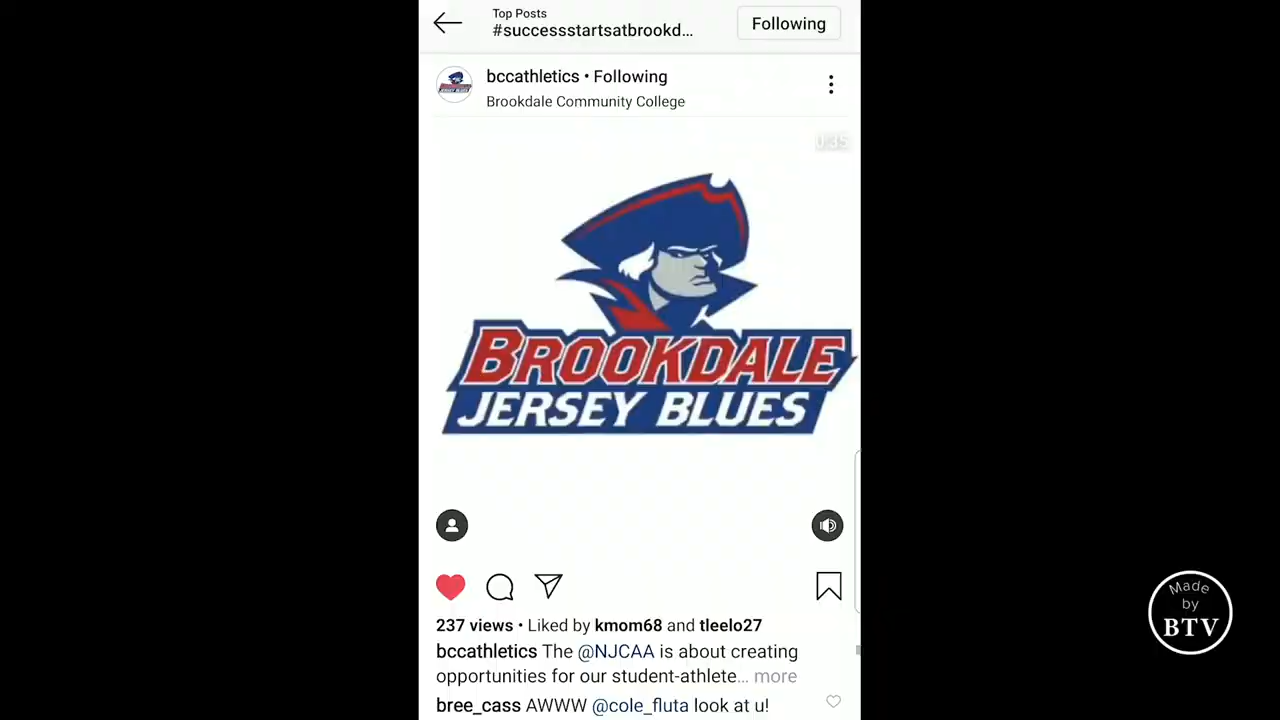 Top Posts
#successstartsatbrookd...
Following
bccathletics • Following
Brookdale Community College
0:35
BROOKDALE
JERSEY BLUES
237 views • Liked by kmom68 and tleelo27
bccathletics The @NJCAA is about creating
opportunities for our student-athlete... more
bree_cass AWWW @cole_fluta look at u!
Made
by
BTV